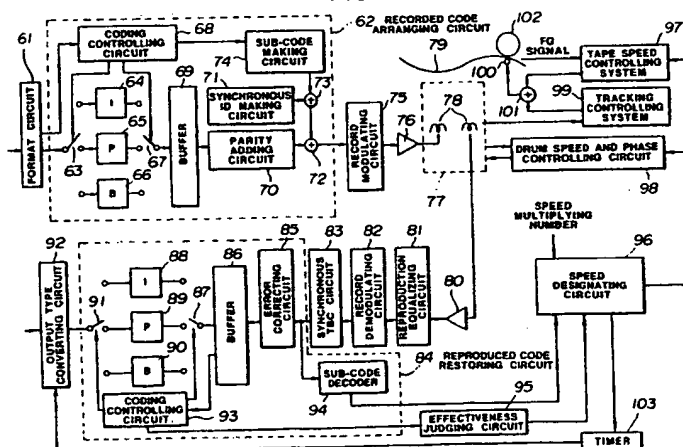 102
62
RECORDED CODE
ARRANGING CIRCUIT
68
CODING
CONTROLLING
CIRCUIT
61
FORMAT CIRCUIT
64
I
65
P
66
B
63
67
69
BUFFER
74
SUB-CODE
MAKING
CIRCUIT
71
SYNCHRONOUS
ID MAKING
CIRCUIT
73
PARITY
ADDING
CIRCUIT
70
72
75
RECORD
MODULATING
CIRCUIT
76
77
78
79
100
101
FG
SIGNAL
97
TAPE SPEED
CONTROLLING
SYSTEM
99
TRACKING
CONTROLLING
SYSTEM
DRUM SPEED AND PHASE
CONTROLLING CIRCUIT
98
SPEED
MULTIPLYING
NUMBER
96
SPEED
DESIGNATING
CIRCUIT
92
OUTPUT TYPE
CONVERTING CIRCUIT
91
88
I
89
P
90
B
87
86
BUFFER
85
ERROR
CORRECTING
CIRCUIT
83
SYNCHRONOUS
TBC CIRCUIT
82
RECORD
DEMODULATING
CIRCUIT
81
REPRODUCTION
EQUALIZING
CIRCUIT
80
84
REPRODUCED CODE
RESTORING CIRCUIT
SUB-CODE
DECODER
94
CODING
CONTROLLING
CIRCUIT
93
95
EFFECTIVENESS
JUDGING CIRCUIT
103
TIMER